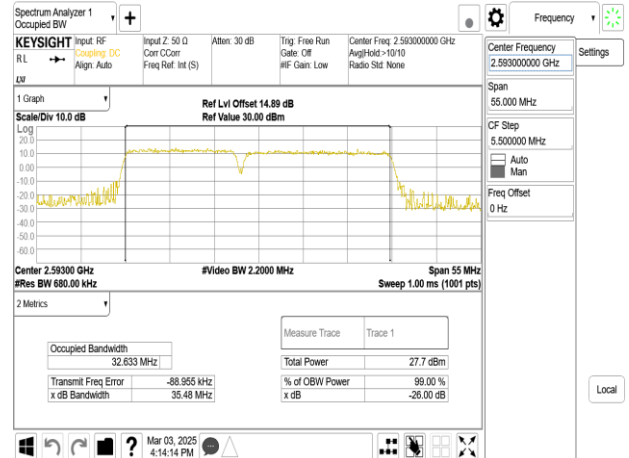 Spectrum Analyzer 1
Occupied BW
Frequency
KEYSIGHT
RL
LXI
Input: RF
Coupling: DC
Align: Auto
Input Z: 50 Ω
Corr CCorr
Freq Ref: Int (S)
Atten: 30 dB
Trig: Free Run
Gate: Off
#IF Gain: Low
Center Freq: 2.593000000 GHz
Avg|Hold:>10/10
Radio Std: None
Center Frequency
2.593000000 GHz
Settings
Span
55.000 MHz
CF Step
5.500000 MHz
Auto
Man
Freq Offset
0 Hz
Local
1 Graph
Scale/Div 10.0 dB
Ref Lvl Offset 14.89 dB
Ref Value 30.00 dBm
Log
20.0
10.0
0.00
-10.0
-20.0
-30.0
-40.0
-50.0
-60.0
Center 2.59300 GHz
#Res BW 680.00 kHz
#Video BW 2.2000 MHz
Span 55 MHz
Sweep 1.00 ms (1001 pts)
2 Metrics
Measure Trace
Trace 1
Occupied Bandwidth
32.633 MHz
Total Power
27.7 dBm
Transmit Freq Error
-88.955 kHz
% of OBW Power
99.00 %
x dB Bandwidth
35.48 MHz
x dB
-26.00 dB
?
Mar 03, 2025
4:14:14 PM